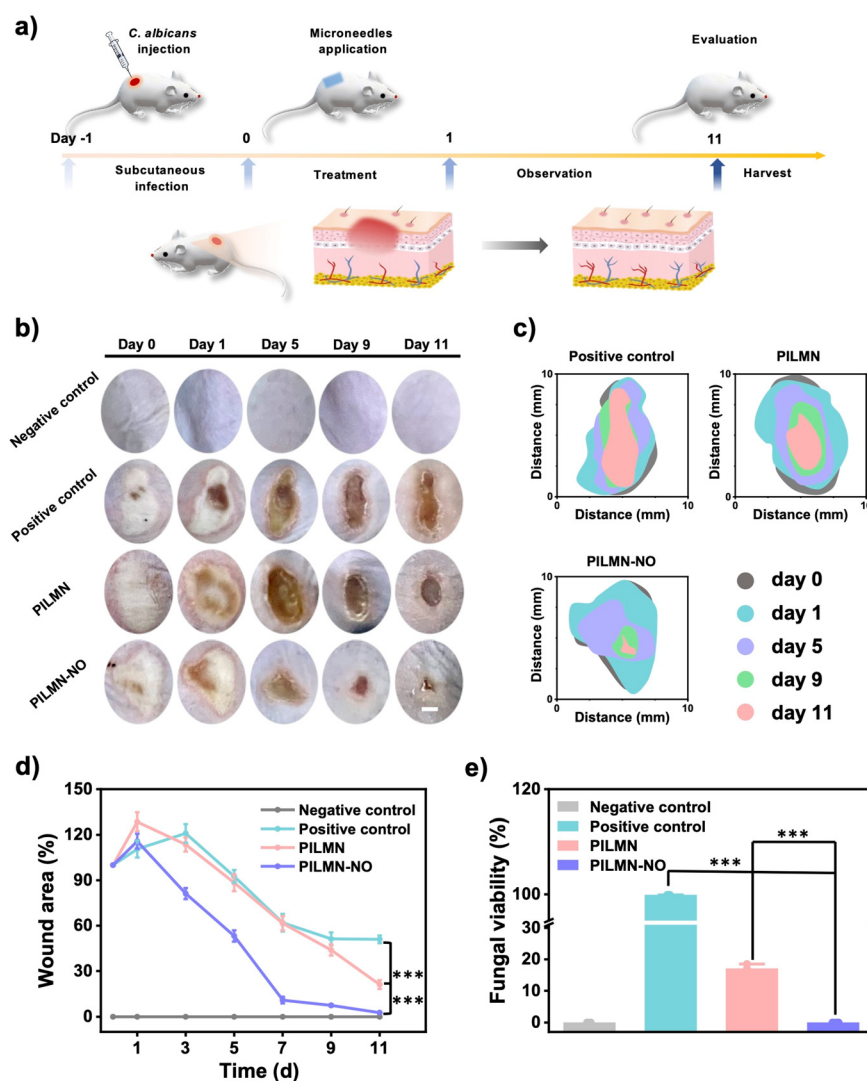 a)
C. albicans
injection
Microneedles
application
Evaluation
Day -1
0
1
11
Subcutaneous
infection
Treatment
Observation
Harvest
b)
Day 0 Day 1 Day 5 Day 9 Day 11
Negative control
Positive control
PILMN
PILMN-NO
c)
Positive control
10
Distance (mm)
0
Distance (mm)
10
PILMN
10
Distance (mm)
0
Distance (mm)
10
PILMN-NO
10
Distance (mm)
0
Distance (mm)
10
day 0
day 1
day 5
day 9
day 11
d)
150
120
90
60
30
0
Wound area (%)
Negative control
Positive control
PILMN
PILMN-NO
***
***
1 3 5 7 9 11
Time (d)
e)
120
100
30
20
10
0
Fungal viability (%)
Negative control
Positive control
PILMN
PILMN-NO
***
***